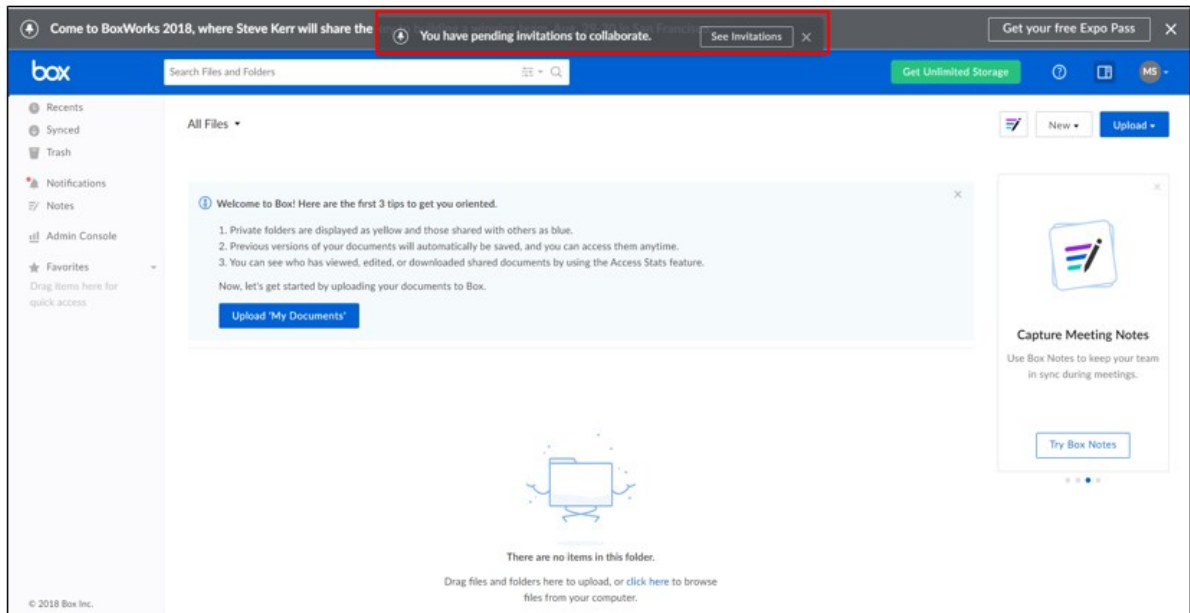 Come to BoxWorks 2018, where Steve Kerr will share the
You have pending invitations to collaborate.
See Invitations
Get your free Expo Pass
box
Search Files and Folders
Get Unlimited Storage
MS
Recents
Synced
Trash
Notifications
Notes
Admin Console
Favorites
Drag items here for
quick access
© 2018 Box Inc.
All Files
New
Upload
Welcome to Box! Here are the first 3 tips to get you oriented.
1. Private folders are displayed as yellow and those shared with others as blue.
2. Previous versions of your documents will automatically be saved, and you can access them anytime.
3. You can see who has viewed, edited, or downloaded shared documents by using the Access Stats feature.
Now, let's get started by uploading your documents to Box.
Upload 'My Documents'
Capture Meeting Notes
Use Box Notes to keep your team
in sync during meetings.
Try Box Notes
There are no items in this folder.
Drag files and folders here to upload, or click here to browse
files from your computer.